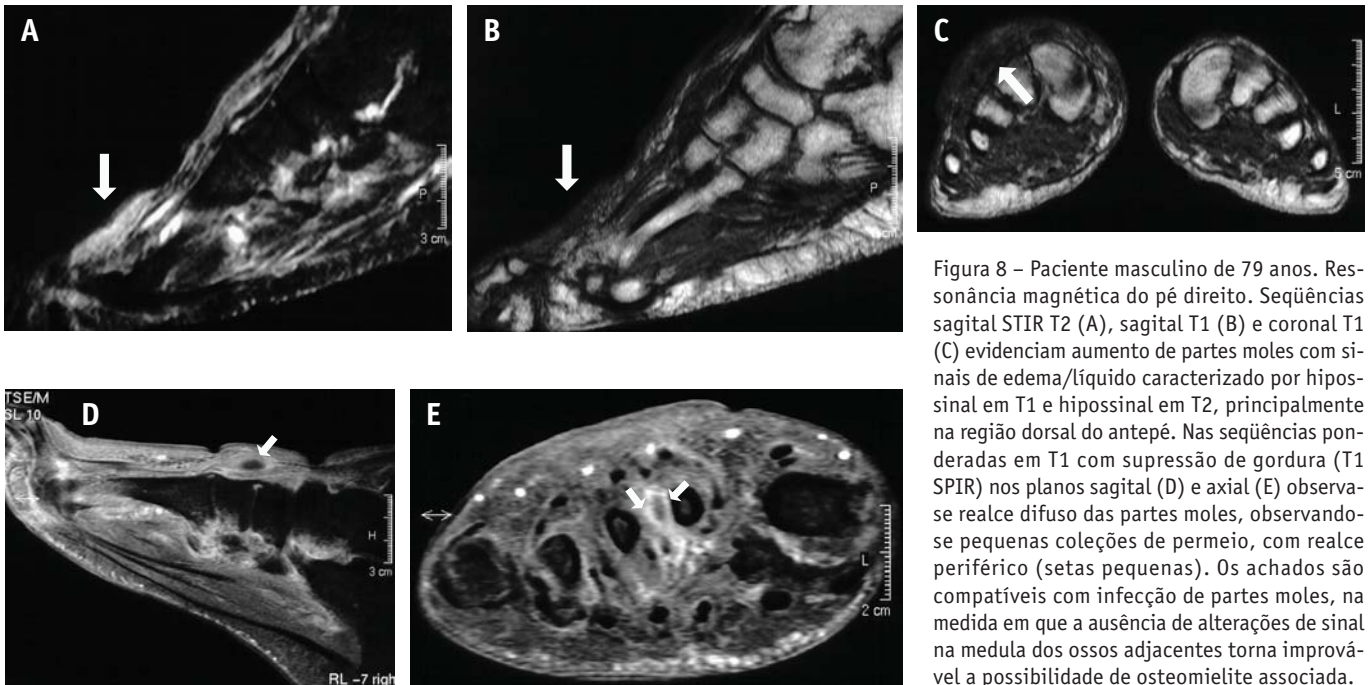 A
P
3 cm
B
P
C
L
5 cm
Figura 8 – Paciente masculino de 79 anos. Res-
sonância magnética do pé direito. Seqüências
sagital STIR T2 (A), sagital T1 (B) e coronal T1
(C) evidenciam aumento de partes moles com si-
nais de edema/líquido caracterizado por hipos-
sinal em T1 e hipossinal em T2, principalmente
na região dorsal do antepé. Nas seqüências pon-
deradas em T1 com supressão de gordura (T1
SPIR) nos planos sagital (D) e axial (E) observa-
se realce difuso das partes moles, observando-
se pequenas coleções de permeio, com realce
periférico (setas pequenas). Os achados são
compatíveis com infecção de partes moles, na
medida em que a ausência de alterações de sinal
na medula dos ossos adjacentes torna imprová-
vel a possibilidade de osteomielite associada.
TSE/M
SL 10
D
H
3 cm
RL -7 righ
E
L
2 cm